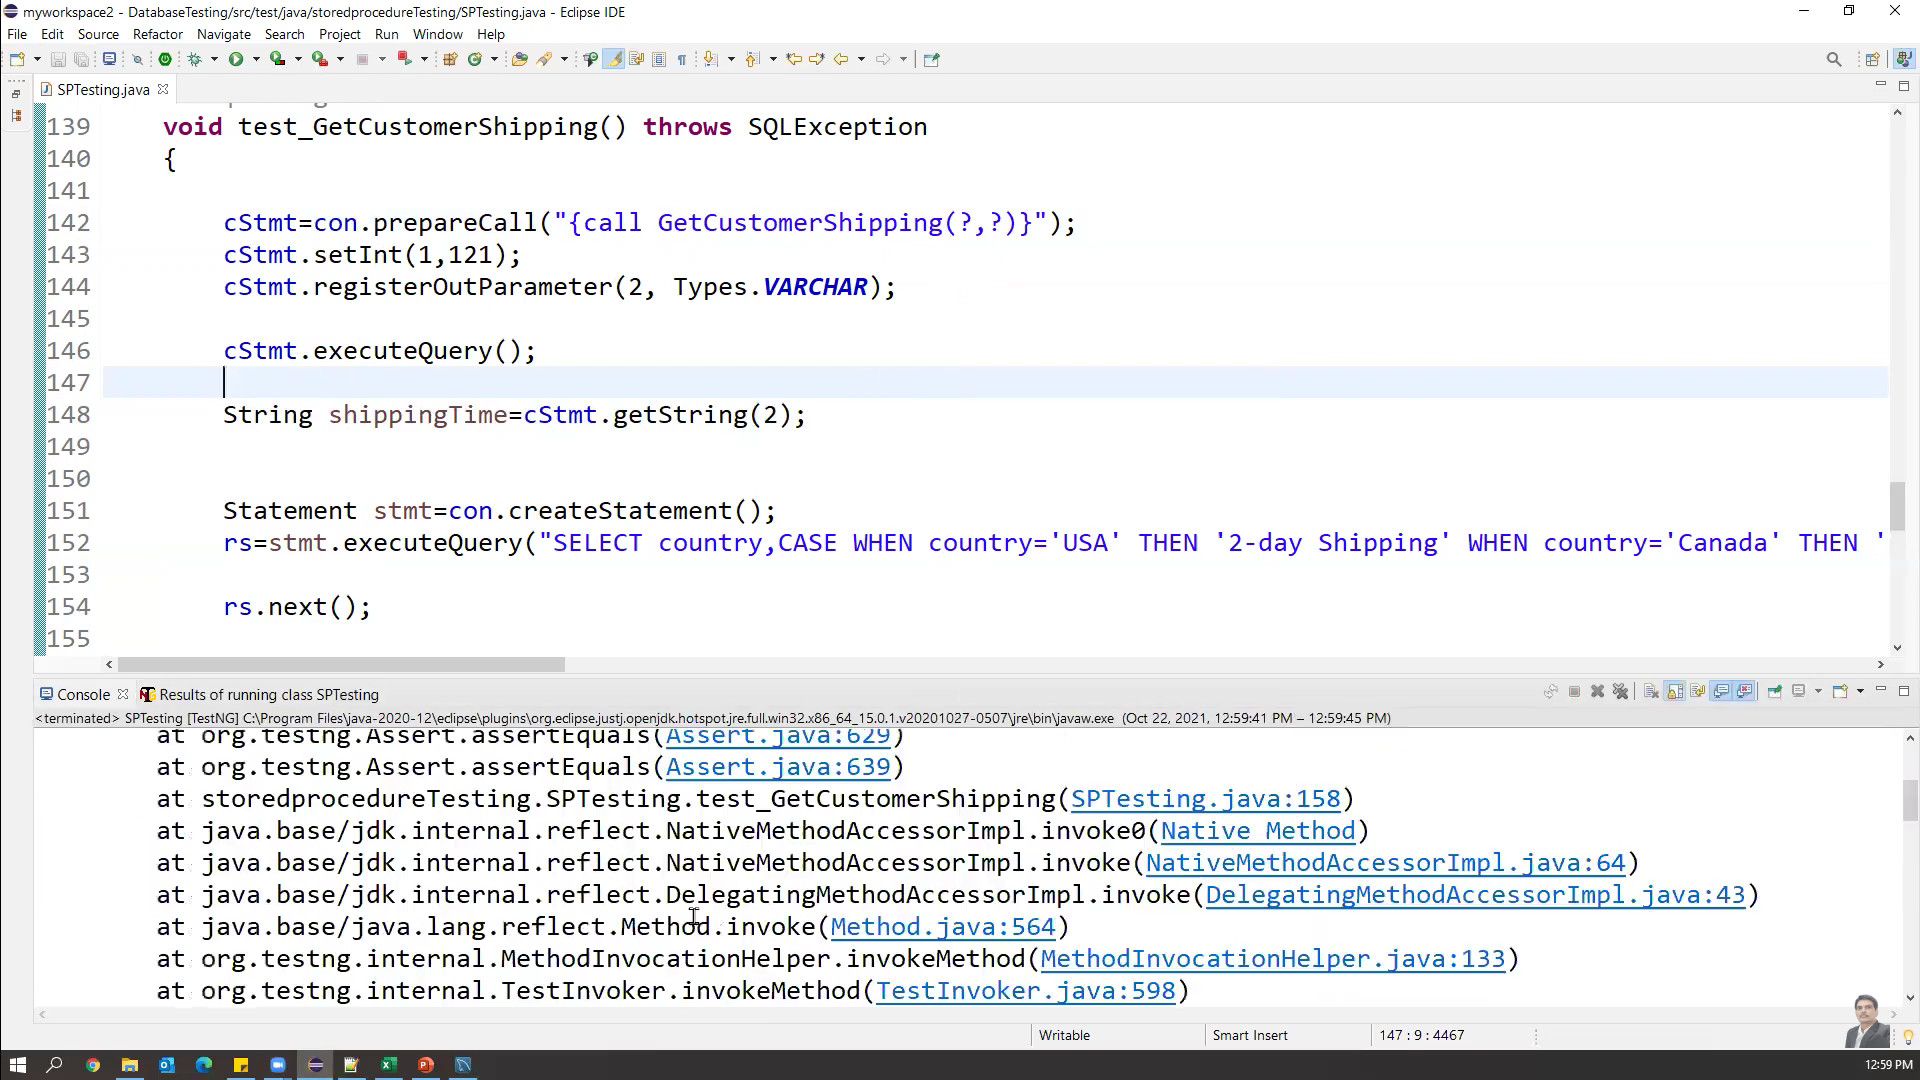 myworkspace2 - DatabaseTesting/src/test/java/storedprocedureTesting/SPTesting.java - Eclipse IDE
File Edit Source Refactor Navigate Search Project Run Window Help
SPTesting.java
139 void test_GetCustomerShipping() throws SQLException
140 {
141
142 cStmt=con.prepareCall("{call GetCustomerShipping(?,?)}");
143 cStmt.setInt(1,121);
144 cStmt.registerOutParameter(2, Types.VARCHAR);
145
146 cStmt.executeQuery();
147
148 String shippingTime=cStmt.getString(2);
149
150
151 Statement stmt=con.createStatement();
152 rs=stmt.executeQuery("SELECT country,CASE WHEN country='USA' THEN '2-day Shipping' WHEN country='Canada' THEN '
153
154 rs.next();
155
Console Results of running class SPTesting
<terminated> SPTesting [TestNG] C:\Program Files\java-2020-12\eclipse\plugins\org.eclipse.justj.openjdk.hotspot.jre.full.win32.x86_64_15.0.1.v20201027-0507\jre\bin\javaw.exe (Oct 22, 2021, 12:59:41 PM – 12:59:45 PM)
at org.testng.Assert.assertEquals(Assert.java:629)
at org.testng.Assert.assertEquals(Assert.java:639)
at storedprocedureTesting.SPTesting.test_GetCustomerShipping(SPTesting.java:158)
at java.base/jdk.internal.reflect.NativeMethodAccessorImpl.invoke0(Native Method)
at java.base/jdk.internal.reflect.NativeMethodAccessorImpl.invoke(NativeMethodAccessorImpl.java:64)
at java.base/jdk.internal.reflect.DelegatingMethodAccessorImpl.invoke(DelegatingMethodAccessorImpl.java:43)
at java.base/java.lang.reflect.Method.invoke(Method.java:564)
at org.testng.internal.MethodInvocationHelper.invokeMethod(MethodInvocationHelper.java:133)
at org.testng.internal.TestInvoker.invokeMethod(TestInvoker.java:598)
Writable Smart Insert 147 : 9 : 4467
12:59 PM